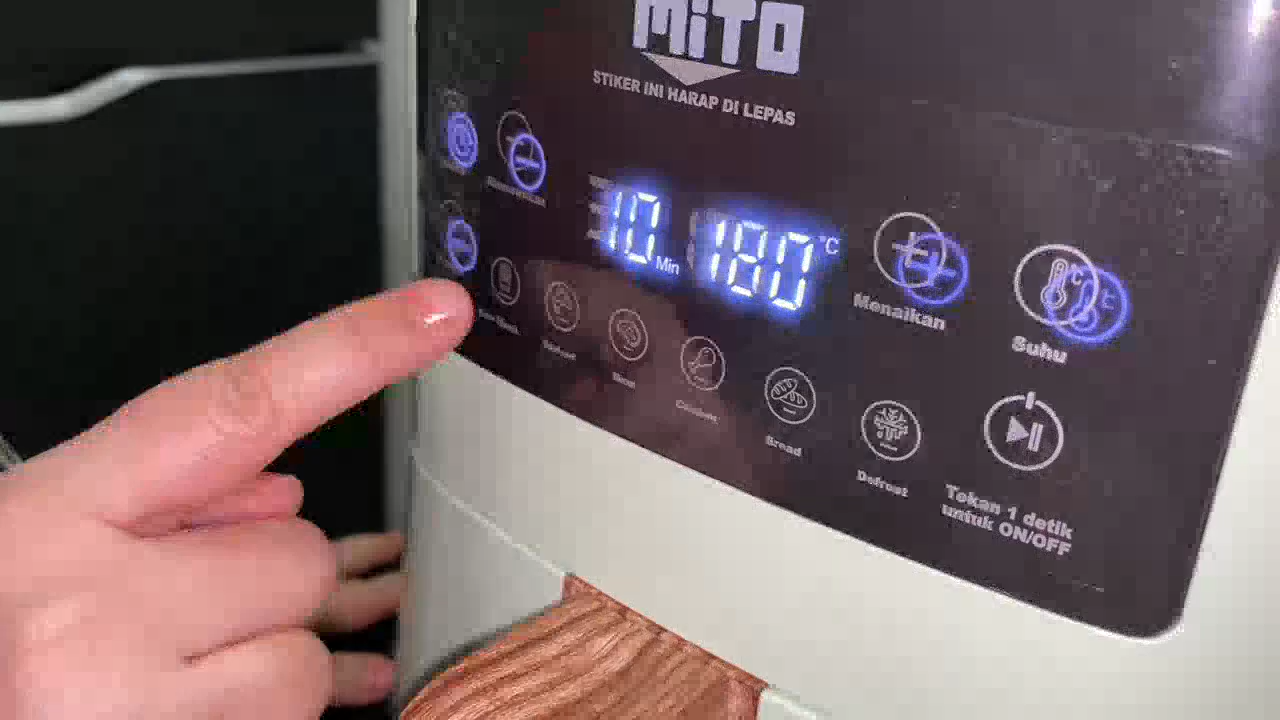 MiTO
STIKER INI HARAP DI LEPAS
10 Min
180 °C
Menaikan
Suhu
Bread
Defrost
Tekan 1 detik
untuk ON/OFF